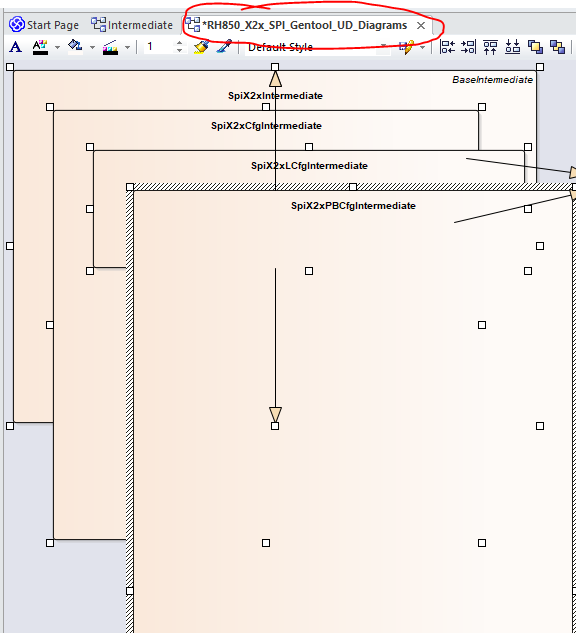 Start Page
Intermediate
*RH850_X2x_SPI_Gentool_UD_Diagrams
A
1
Default Style
BaseIntermediate
SpiX2xIntermediate
SpiX2xCfgIntermediate
SpiX2xLCfgIntermediate
SpiX2xPBCfgIntermediate